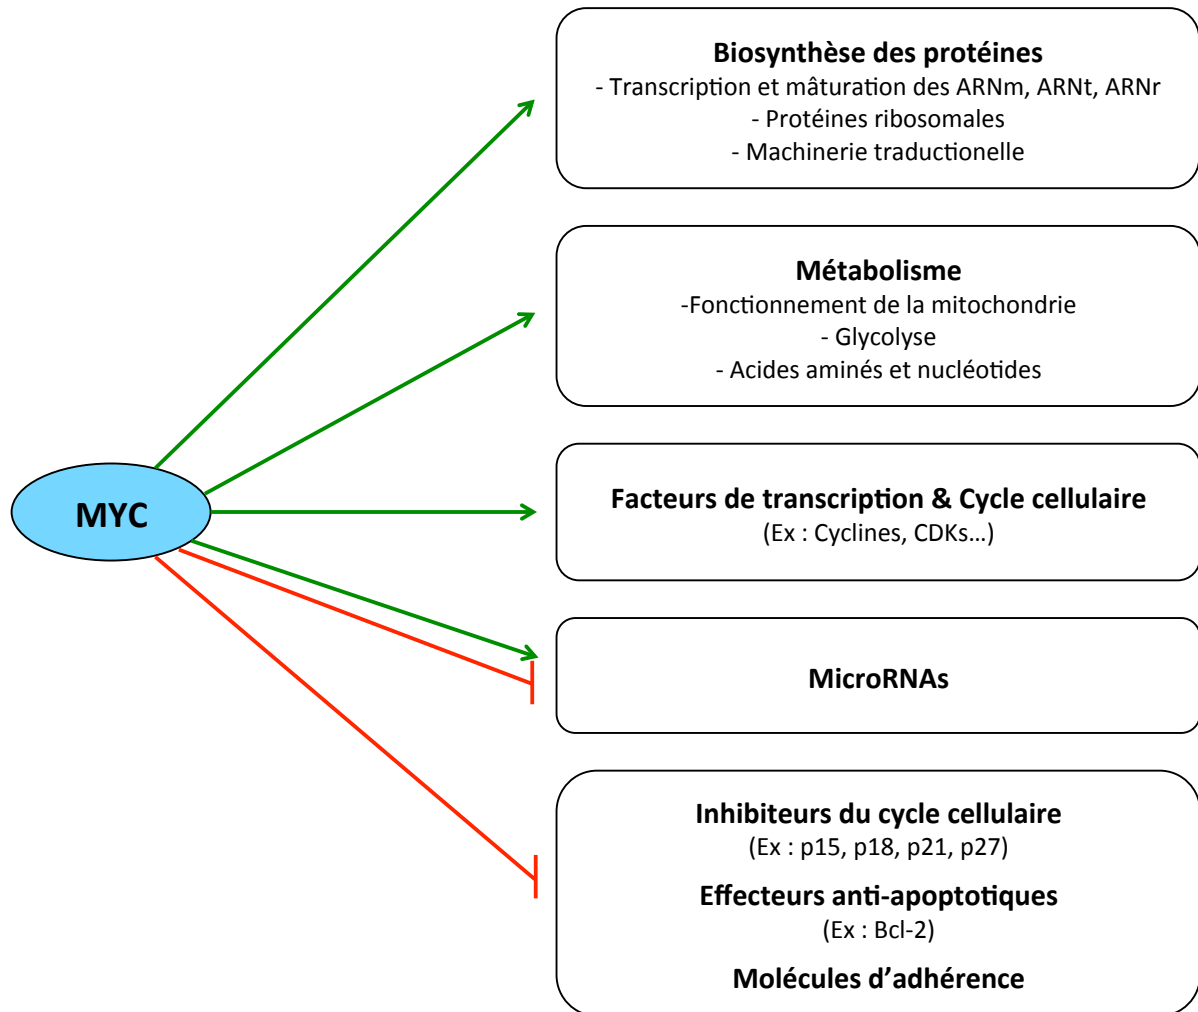 Biosynthèse des protéines
- Transcription et mâturation des ARNm, ARNt, ARNr
- Protéines ribosomales
- Machinerie traductionelle
Métabolisme
-Fonctionnement de la mitochondrie
- Glycolyse
- Acides aminés et nucléotides
MYC
Facteurs de transcription & Cycle cellulaire
(Ex : Cyclines, CDKs...)
MicroRNAs
Inhibiteurs du cycle cellulaire
(Ex : p15, p18, p21, p27)
Effecteurs anti-apoptotiques
(Ex : Bcl-2)
Molécules d'adhérence